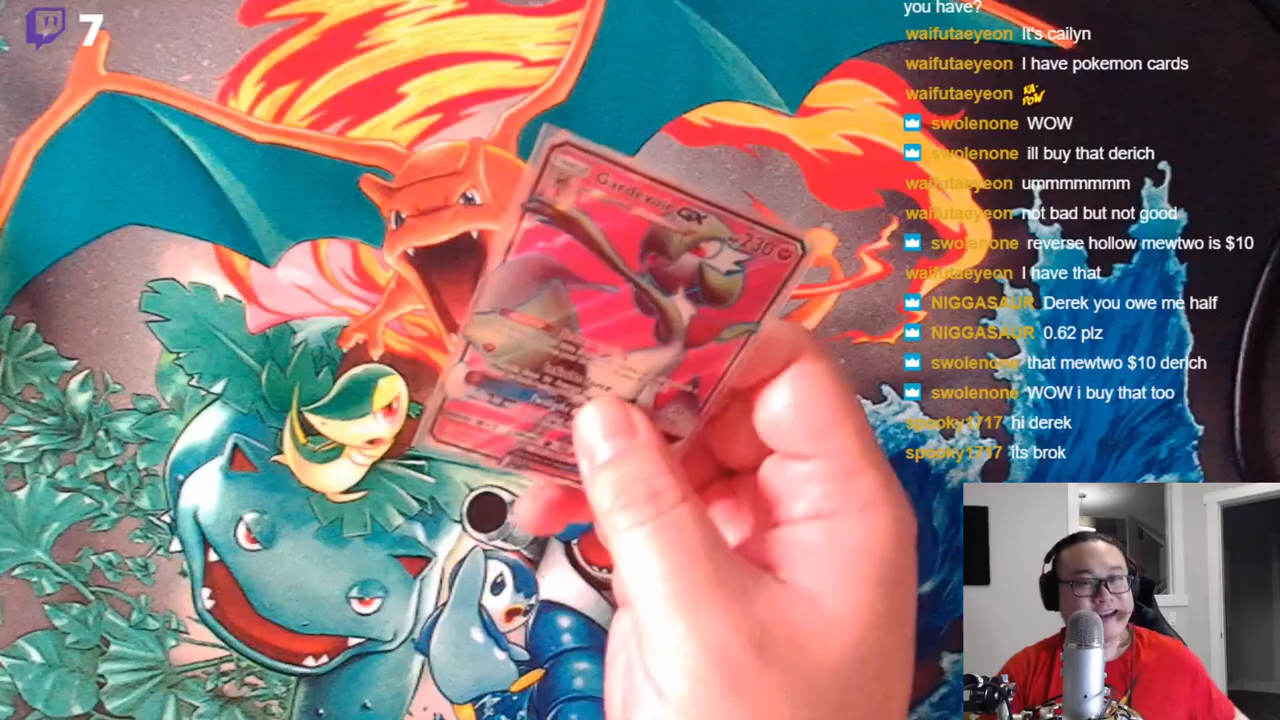 7
you have?
waifutaeyeon It's cailyn
waifutaeyeon I have pokemon cards
waifutaeyeon KA-POW
swolenone WOW
swolenone ill buy that derich
waifutaeyeon ummmmmmm
waifutaeyeon not bad but not good
swolenone reverse hollow mewtwo is $10
waifutaeyeon I have that
NIGGASAUR Derek you owe me half
NIGGASAUR 0.62 plz
swolenone that mewtwo $10 derich
swolenone WOW i buy that too
spooky1717 hi derek
spooky1717 its brok
Gardevoir GX 230